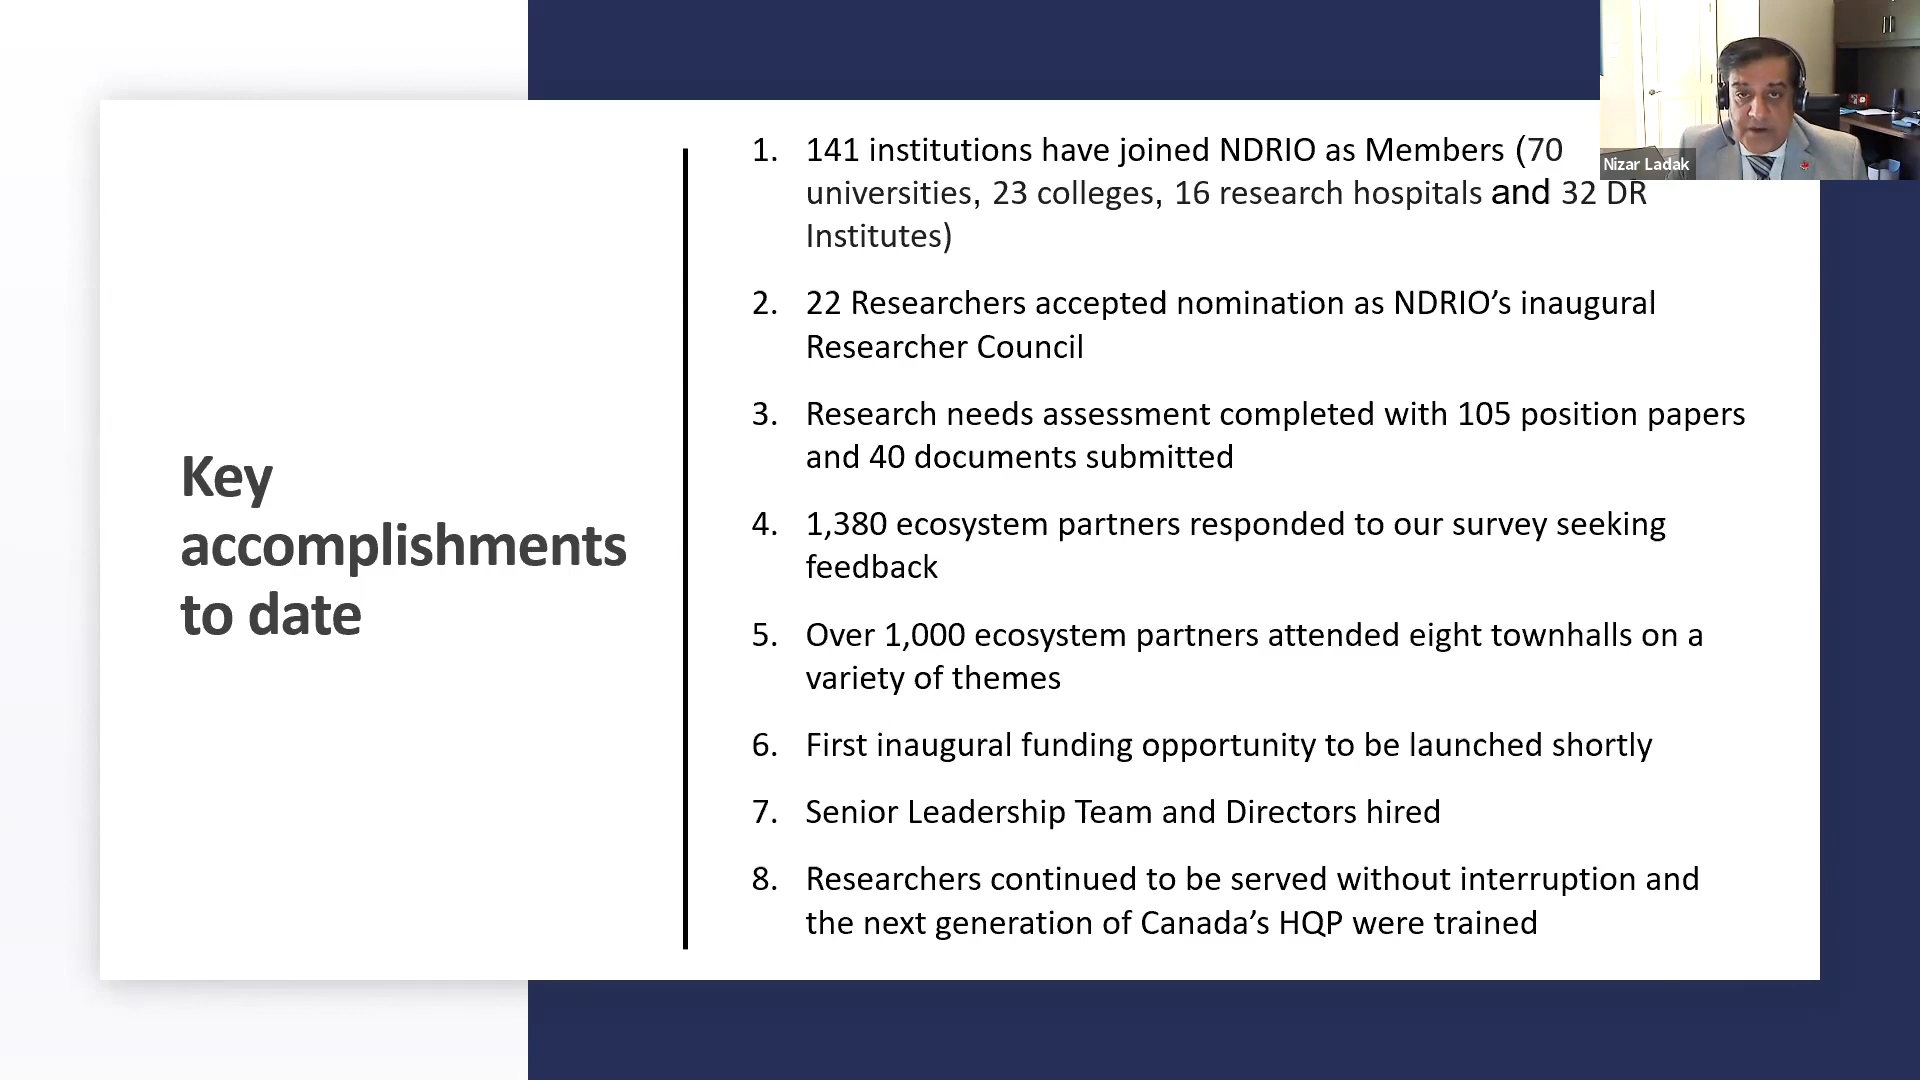 Key
accomplishments
to date
1. 141 institutions have joined NDRIO as Members (70
universities, 23 colleges, 16 research hospitals and 32 DR
Institutes)
2. 22 Researchers accepted nomination as NDRIO’s inaugural
Researcher Council
3. Research needs assessment completed with 105 position papers
and 40 documents submitted
4. 1,380 ecosystem partners responded to our survey seeking
feedback
5. Over 1,000 ecosystem partners attended eight townhalls on a
variety of themes
6. First inaugural funding opportunity to be launched shortly
7. Senior Leadership Team and Directors hired
8. Researchers continued to be served without interruption and
the next generation of Canada’s HQP were trained
Nizar Ladak